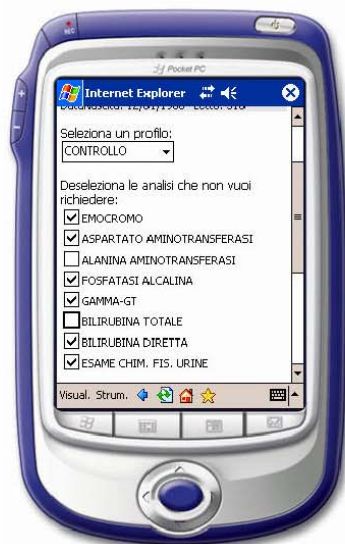 REC
Pocket PC
Internet Explorer
Seleziona un profilo:
CONTROLLO
Deseleziona le analisi che non vuoi
richiedere:
EMOCROMO
ASPARTATO AMINOTRANSFERASI
ALANINA AMINOTRANSFERASI
FOSFATASI ALCALINA
GAMMA-GT
BILIRUBINA TOTALE
BILIRUBINA DIRETTA
ESAME CHIM. FIS. URINE
Visual. Strum.